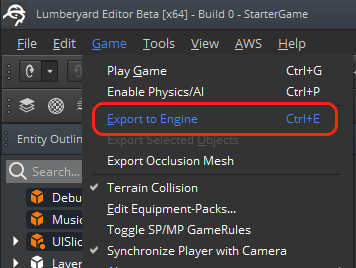 Lumberyard Editor Beta [x64] - Build 0 - StarterGame
File Edit Game Tools View AWS Help
Play Game Ctrl+G
Enable Physics/AI Ctrl+P
Entity Outlin
Export to Engine Ctrl+E
Export Selected Objects
Search...
Export Occlusion Mesh
Debu
Terrain Collision
Music
Edit Equipment-Packs...
UISlic
Toggle SP/MP GameRules
Layer
Synchronize Player with Camera